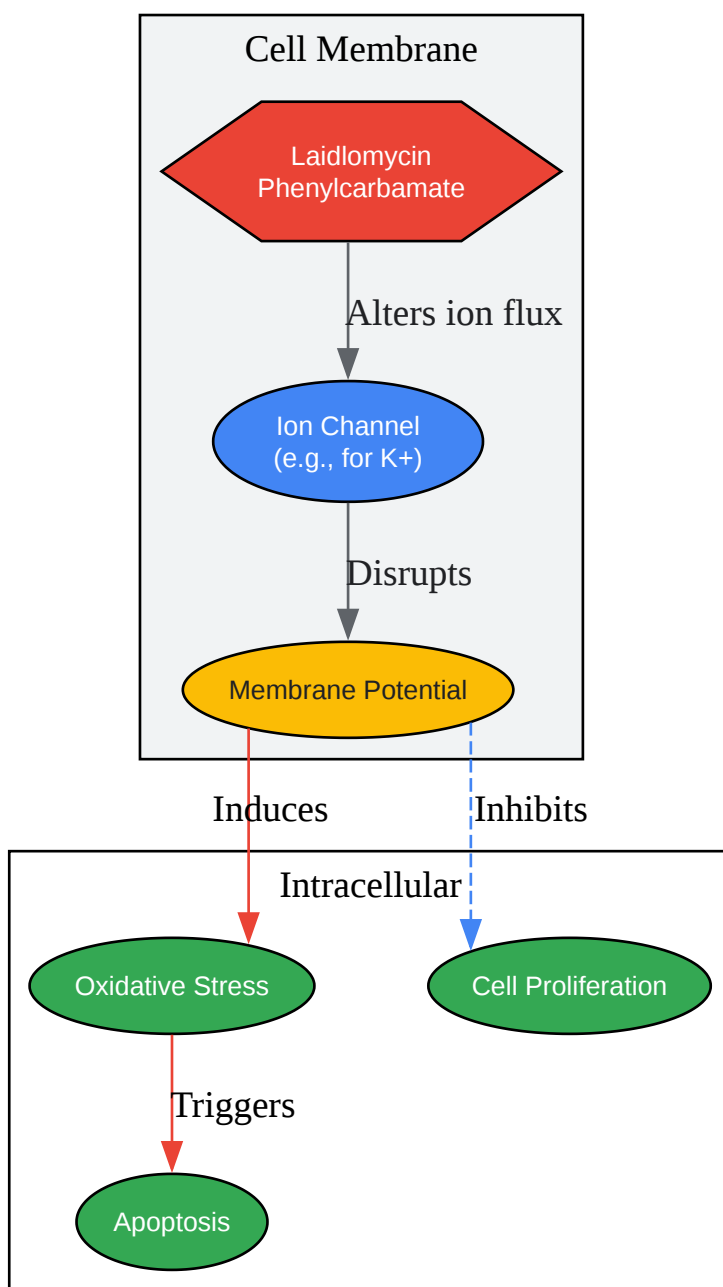 Cell Membrane
Laidlomycin
Phenylcarbamate
Alters ion flux
Ion Channel
(e.g., for K+)
Disrupts
Membrane Potential
Induces
Inhibits
Intracellular
Oxidative Stress
Cell Proliferation
Triggers
Apoptosis